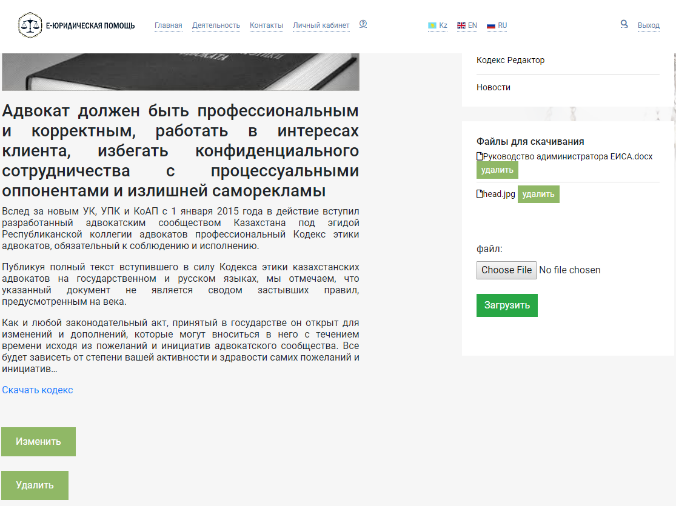 Е-ЮРИДИЧЕСКАЯ ПОМОЩЬ
Главная Деятельность Контакты Личный кабинет
Kz EN RU
Выход
Адвокат должен быть профессиональным
и корректным, работать в интересах
клиента, избегать конфиденциального
сотрудничества с процессуальными
оппонентами и излишней саморекламы
Вслед за новым УК, УПК и КоАП с 1 января 2015 года в действие вступил
разработанный адвокатским сообществом Казахстана под эгидой
Республиканской коллегии адвокатов профессиональный Кодекс этики
адвокатов, обязательный к соблюдению и исполнению.
Публикуя полный текст вступившего в силу Кодекса этики казахстанских
адвокатов на государственном и русском языках, мы отмечаем, что
указанный документ не является сводом застывших правил,
предусмотренным на века.
Как и любой законодательный акт, принятый в государстве он открыт для
изменений и дополнений, которые могут вноситься в него с течением
времени исходя из пожеланий и инициатив адвокатского сообщества. Все
будет зависеть от степени вашей активности и здравости самих пожеланий и
инициатив...
Скачать кодекс
Изменить
Удалить
Кодекс Редактор
Новости
Файлы для скачивания
Руководство адиминистратора ЕИСА.docx
удалить
head.jpg удалить
файл:
Choose File No file chosen
Загрузить